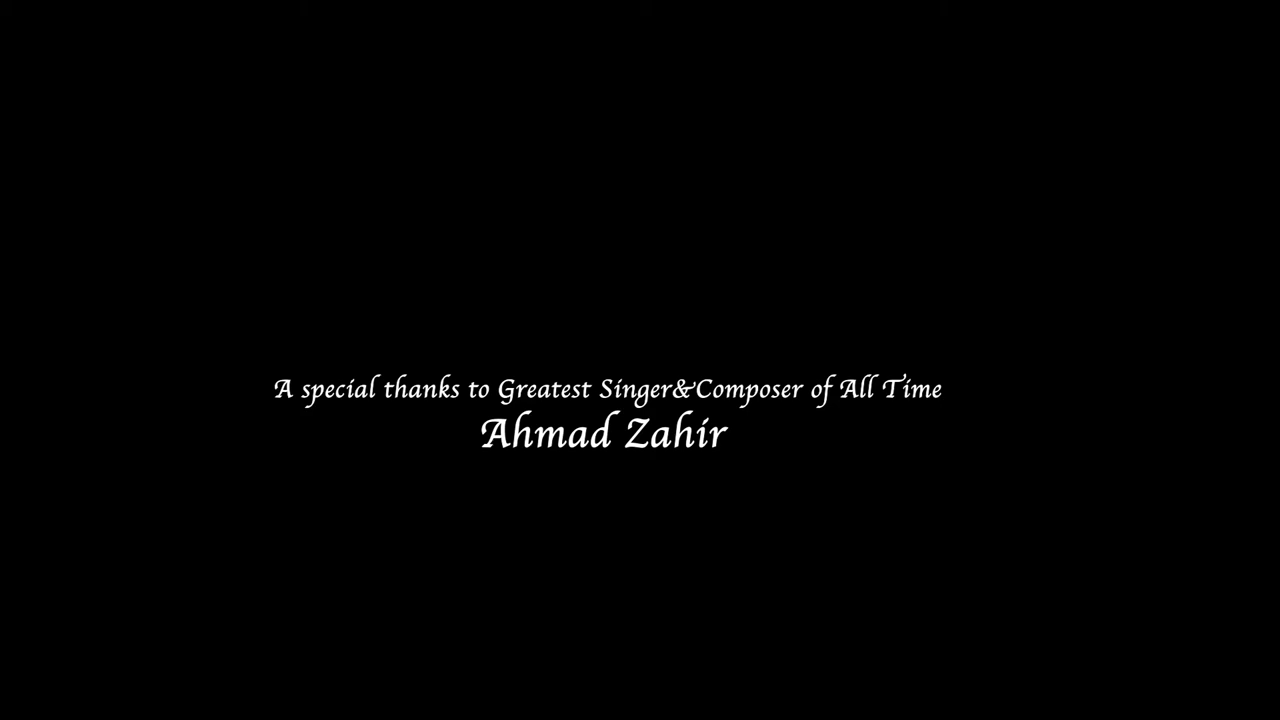 A special thanks to Greatest Singer&Composer of All Time
Ahmad Zahir